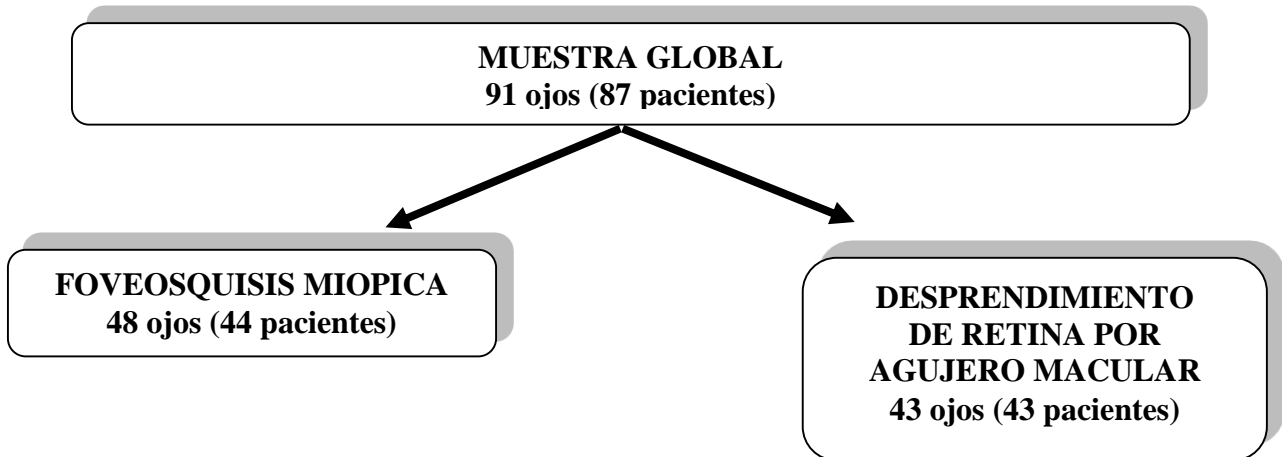 MUESTRA GLOBAL
91 ojos (87 pacientes)
FOVEOSQUISIS MIOPICA
48 ojos (44 pacientes)
DESPRENDIMIENTO
DE RETINA POR
AGUJERO MACULAR
43 ojos (43 pacientes)